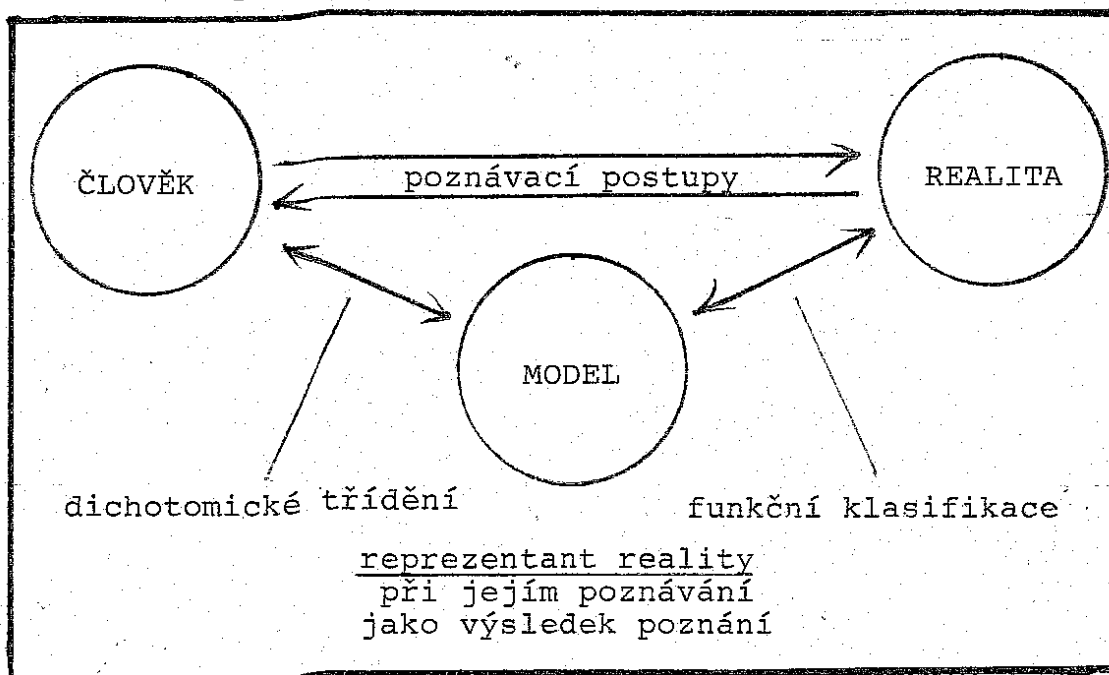 ČLOVĚK
poznávací postupy
REALITA
MODEL
dichotomické třídění
funkční klasifikace
reprezentant reality
při jejím poznávání
jako výsledek poznání